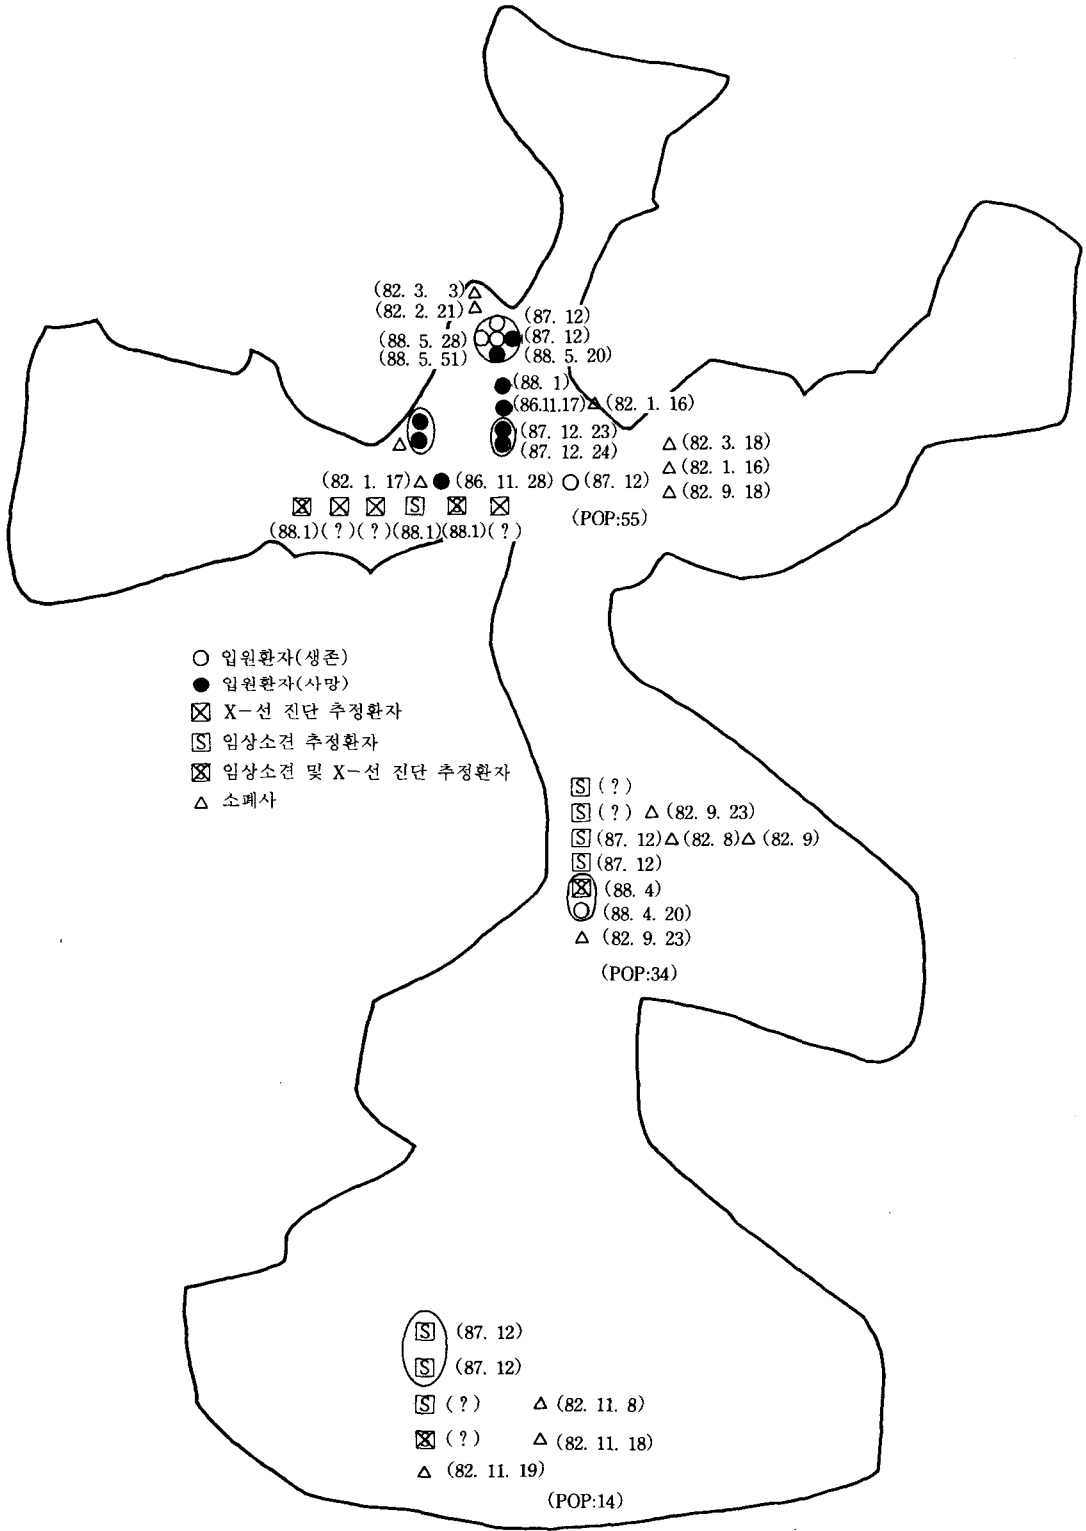 (82. 3. 3)△
(82. 2. 21)△
(87. 12)
(88. 5. 28) (87. 12)
(88. 5. 51) (88. 5. 20)
(88. 1)
(86.11.17)△(82. 1. 16)
(87. 12. 23)
(87. 12. 24)
△(82. 3. 18)
△(82. 1. 16)
△(82. 9. 18)
(82. 1. 17)△●(86. 11. 28)○(87. 12)
S
(88.1)(?)(?)(88.1)(88.1)(?)
(POP:55)
○ 입원환자(생존)
● 입원환자(사망)
X-선 진단 추정환자
S 임상소견 추정환자
임상소견 및 X-선 진단 추정환자
△ 소폐사
S (?)
S (?) △(82. 9. 23)
S (87. 12)△(82. 8)△(82. 9)
S (87. 12)
(88. 4)
○ (88. 4. 20)
△ (82. 9. 23)
(POP:34)
S (87. 12)
S (87. 12)
S (?) △(82. 11. 8)
(?) △(82. 11. 18)
△ (82. 11. 19)
(POP:14)